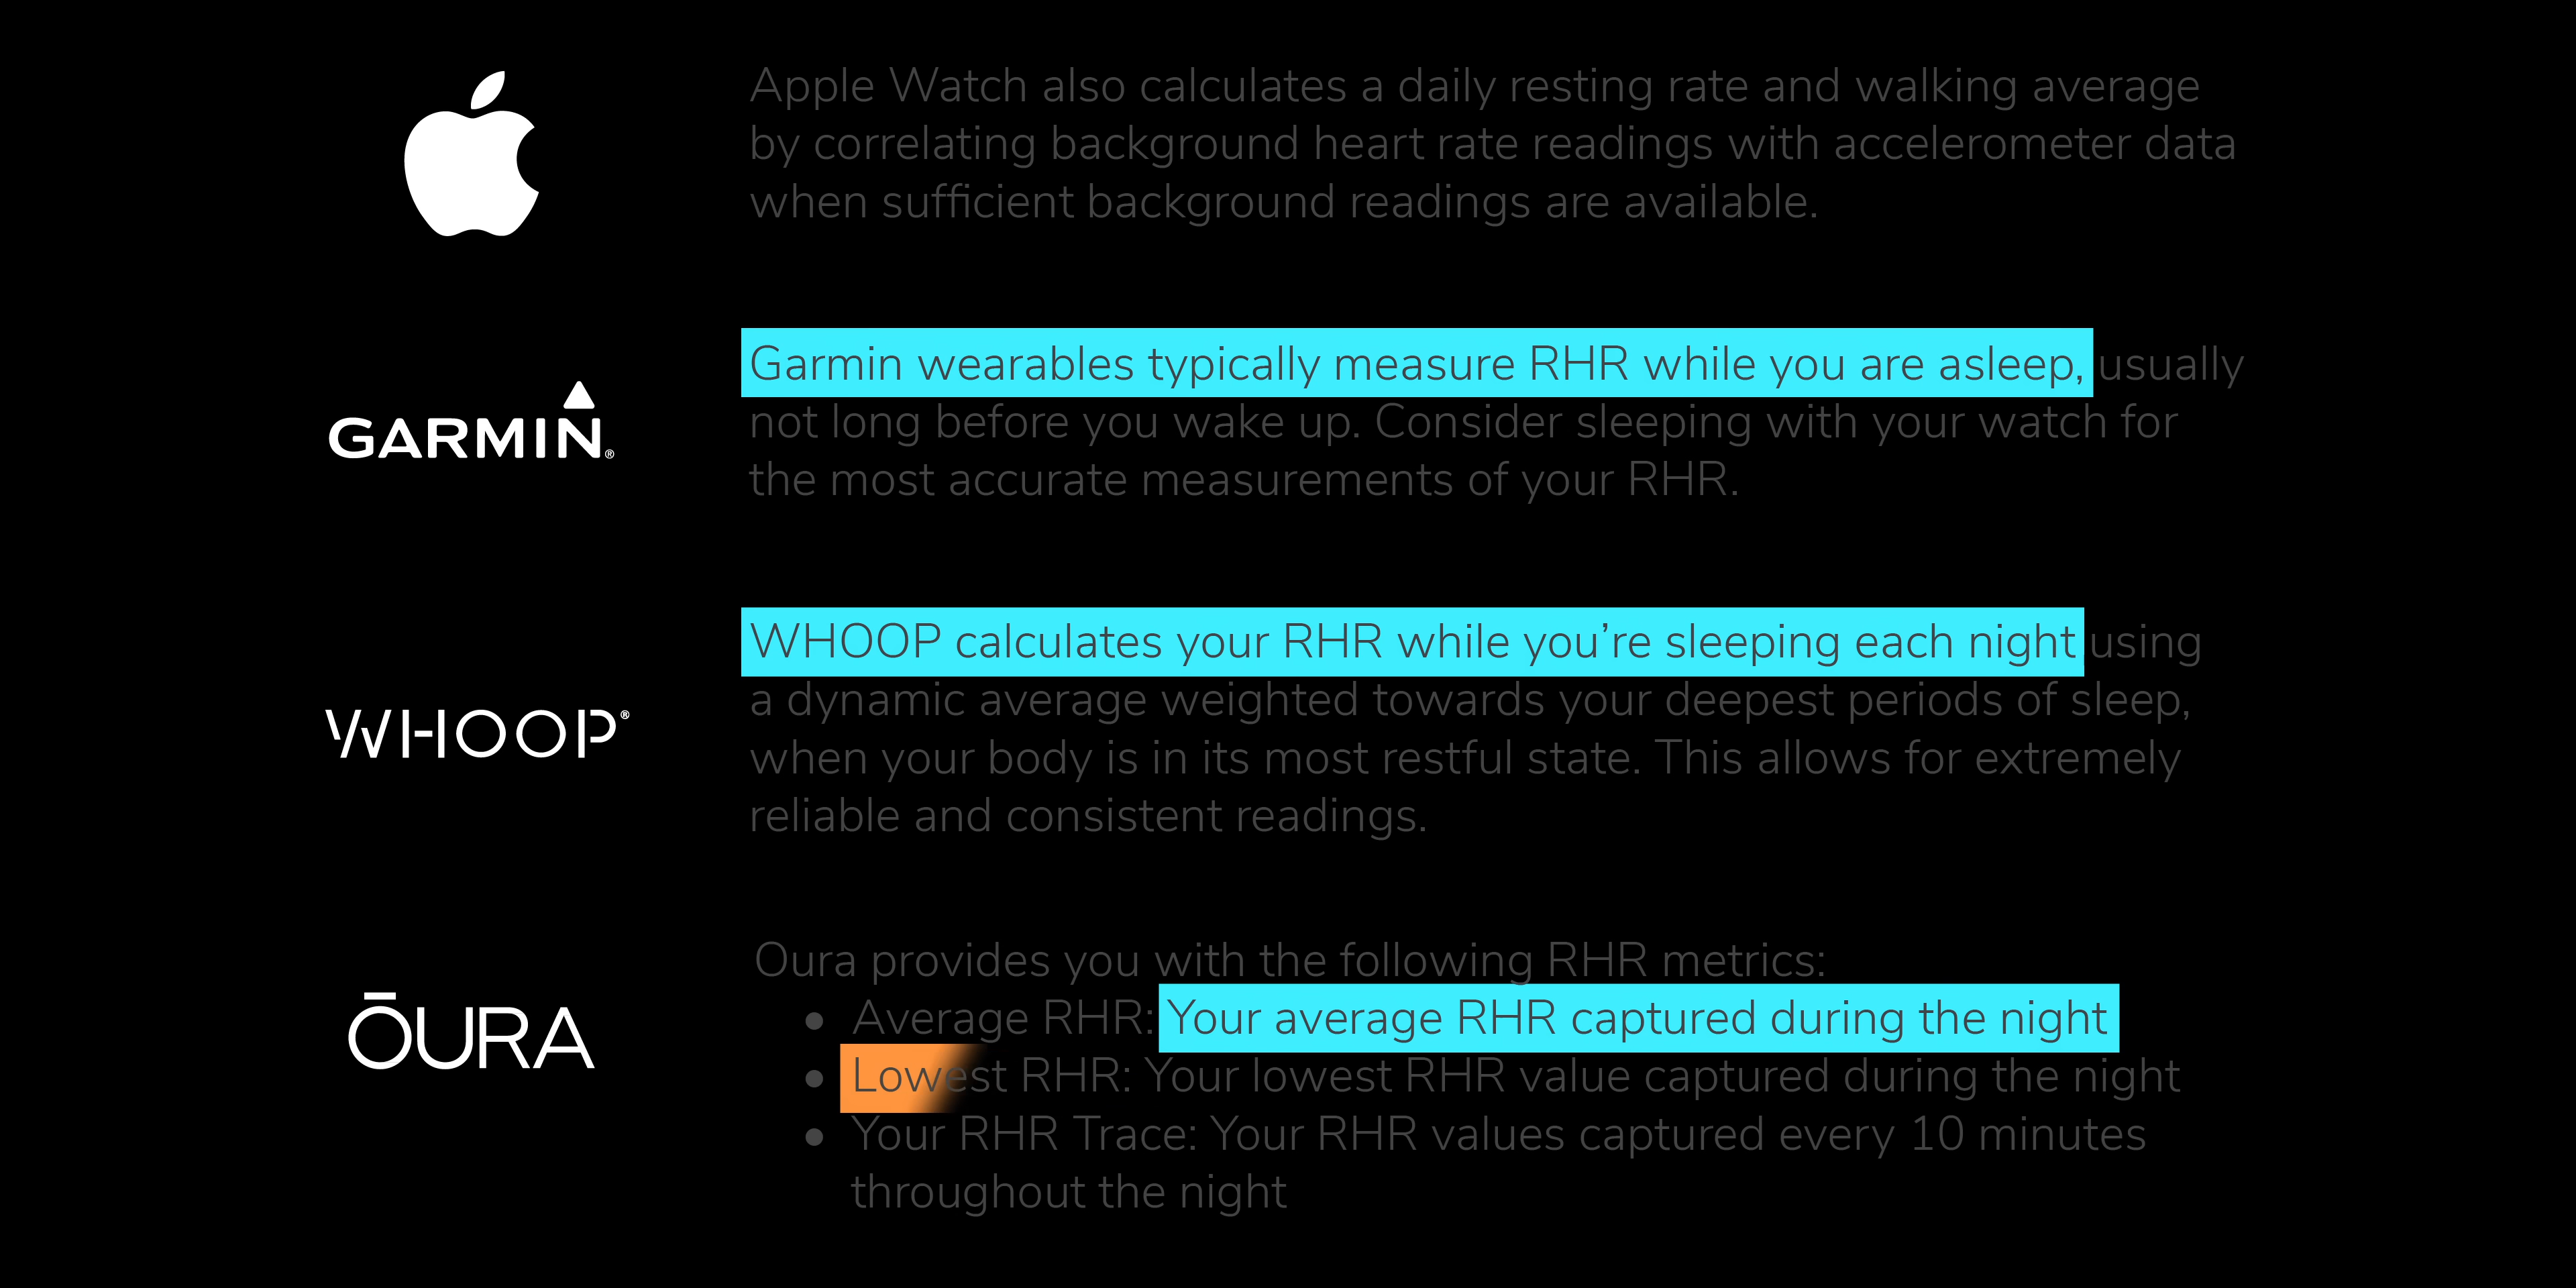 Apple Watch also calculates a daily resting rate and walking average
by correlating background heart rate readings with accelerometer data
when sufficient background readings are available.
GARMIN®
Garmin wearables typically measure RHR while you are asleep, usually
not long before you wake up. Consider sleeping with your watch for
the most accurate measurements of your RHR.
WHOOP®
WHOOP calculates your RHR while you’re sleeping each night using
a dynamic average weighted towards your deepest periods of sleep,
when your body is in its most restful state. This allows for extremely
reliable and consistent readings.
ŌURA
Oura provides you with the following RHR metrics:
● Average RHR: Your average RHR captured during the night
● Lowest RHR: Your lowest RHR value captured during the night
● Your RHR Trace: Your RHR values captured every 10 minutes
throughout the night